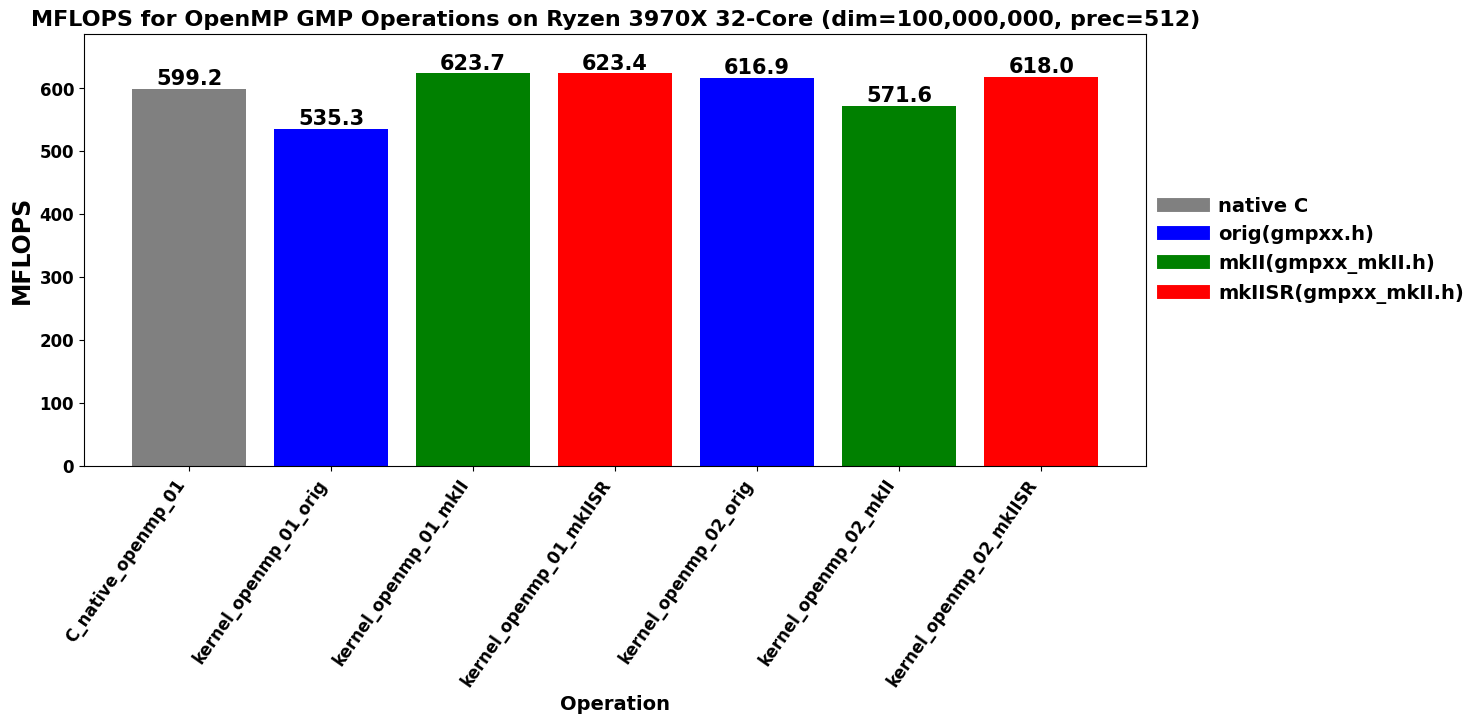 MFLOPS for OpenMP GMP Operations on Ryzen 3970X 32-Core (dim=100,000,000, prec=512)
MFLOPS
600
500
400
300
200
100
0
599.2
535.3
623.7
623.4
616.9
571.6
618.0
C_native_openmp_01
kernel_openmp_01_orig
kernel_openmp_01_mkII
kernel_openmp_01_mkIISR
kernel_openmp_02_orig
kernel_openmp_02_mkII
kernel_openmp_02_mkIISR
Operation
native C
orig(gmpxx.h)
mkII(gmpxx_mkII.h)
mkIISR(gmpxx_mkII.h)